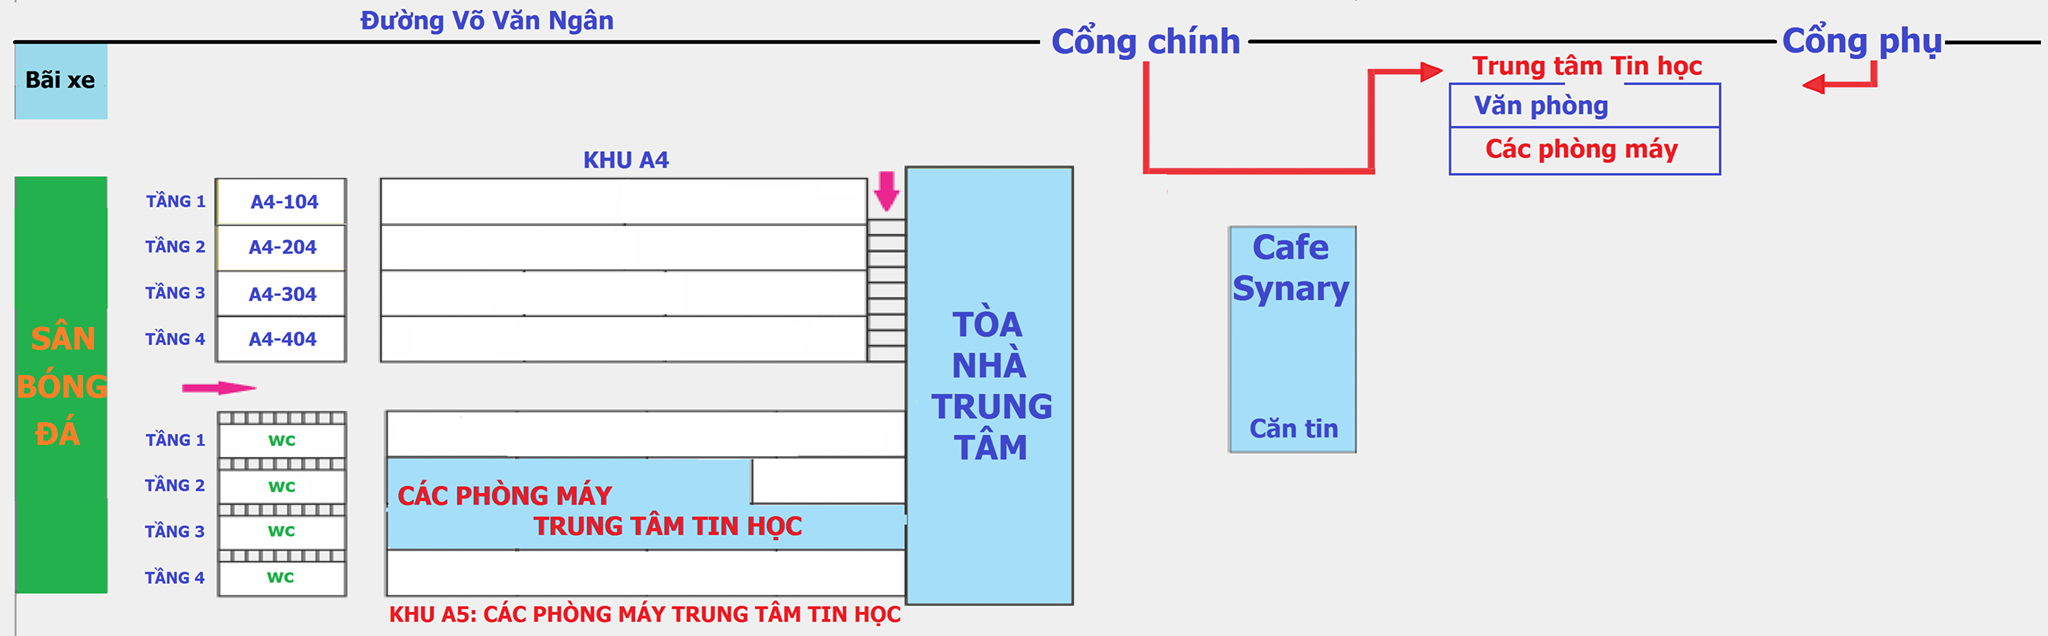 Đường Võ Văn Ngân
Cổng chính
Cổng phụ
Bãi xe
Trung tâm Tin học
Văn phòng
Các phòng máy
KHU A4
TẦNG 1
A4-104
TẦNG 2
A4-204
TẦNG 3
A4-304
TẦNG 4
A4-404
SÂN
BÓNG
ĐÁ
TÒA
NHÀ
TRUNG
TÂM
Cafe
Synary
Căn tin
TẦNG 1
WC
TẦNG 2
WC
TẦNG 3
WC
TẦNG 4
WC
CÁC PHÒNG MÁY
TRUNG TÂM TIN HỌC
KHU A5: CÁC PHÒNG MÁY TRUNG TÂM TIN HỌC